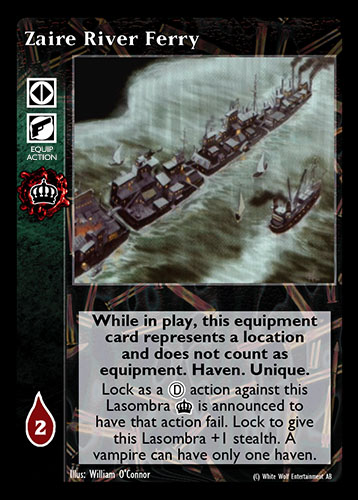 Zaire River Ferry
EQUIP
ACTION
While in play, this equipment
card represents a location
and does not count as
equipment. Haven. Unique.
Lock as a Ⓓ action against this
Lasombra is announced to
have that action fail. Lock to give
this Lasombra +1 stealth. A
vampire can have only one haven.
2
Illus: William O'Connor
(C) White Wolf Entertainment AB